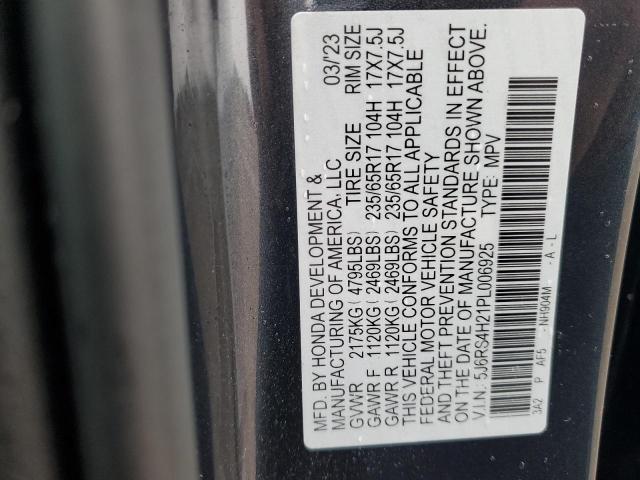 MFD. BY HONDA DEVELOPMENT & 03/'23
MANUFACTURING OF AMERICA, LLC
GVWR 2175KG ( 4795LBS) TIRE SIZE RIM SIZE
GAWR F 1120KG ( 2469LBS) 235/65R17 104H 17X7.5J
GAWR R 1120KG ( 2469LBS) 235/65R17 104H 17X7.5J
THIS VEHICLE CONFORMS TO ALL APPLICABLE
FEDERAL MOTOR VEHICLE SAFETY
AND THEFT PREVENTION STANDARDS IN EFFECT
ON THE DATE OF MANUFACTURE SHOWN ABOVE.
V.I.N.: 5J6RS4H21PL006925 TYPE: MPV
3A2 P AF5 - NH904M - A - L